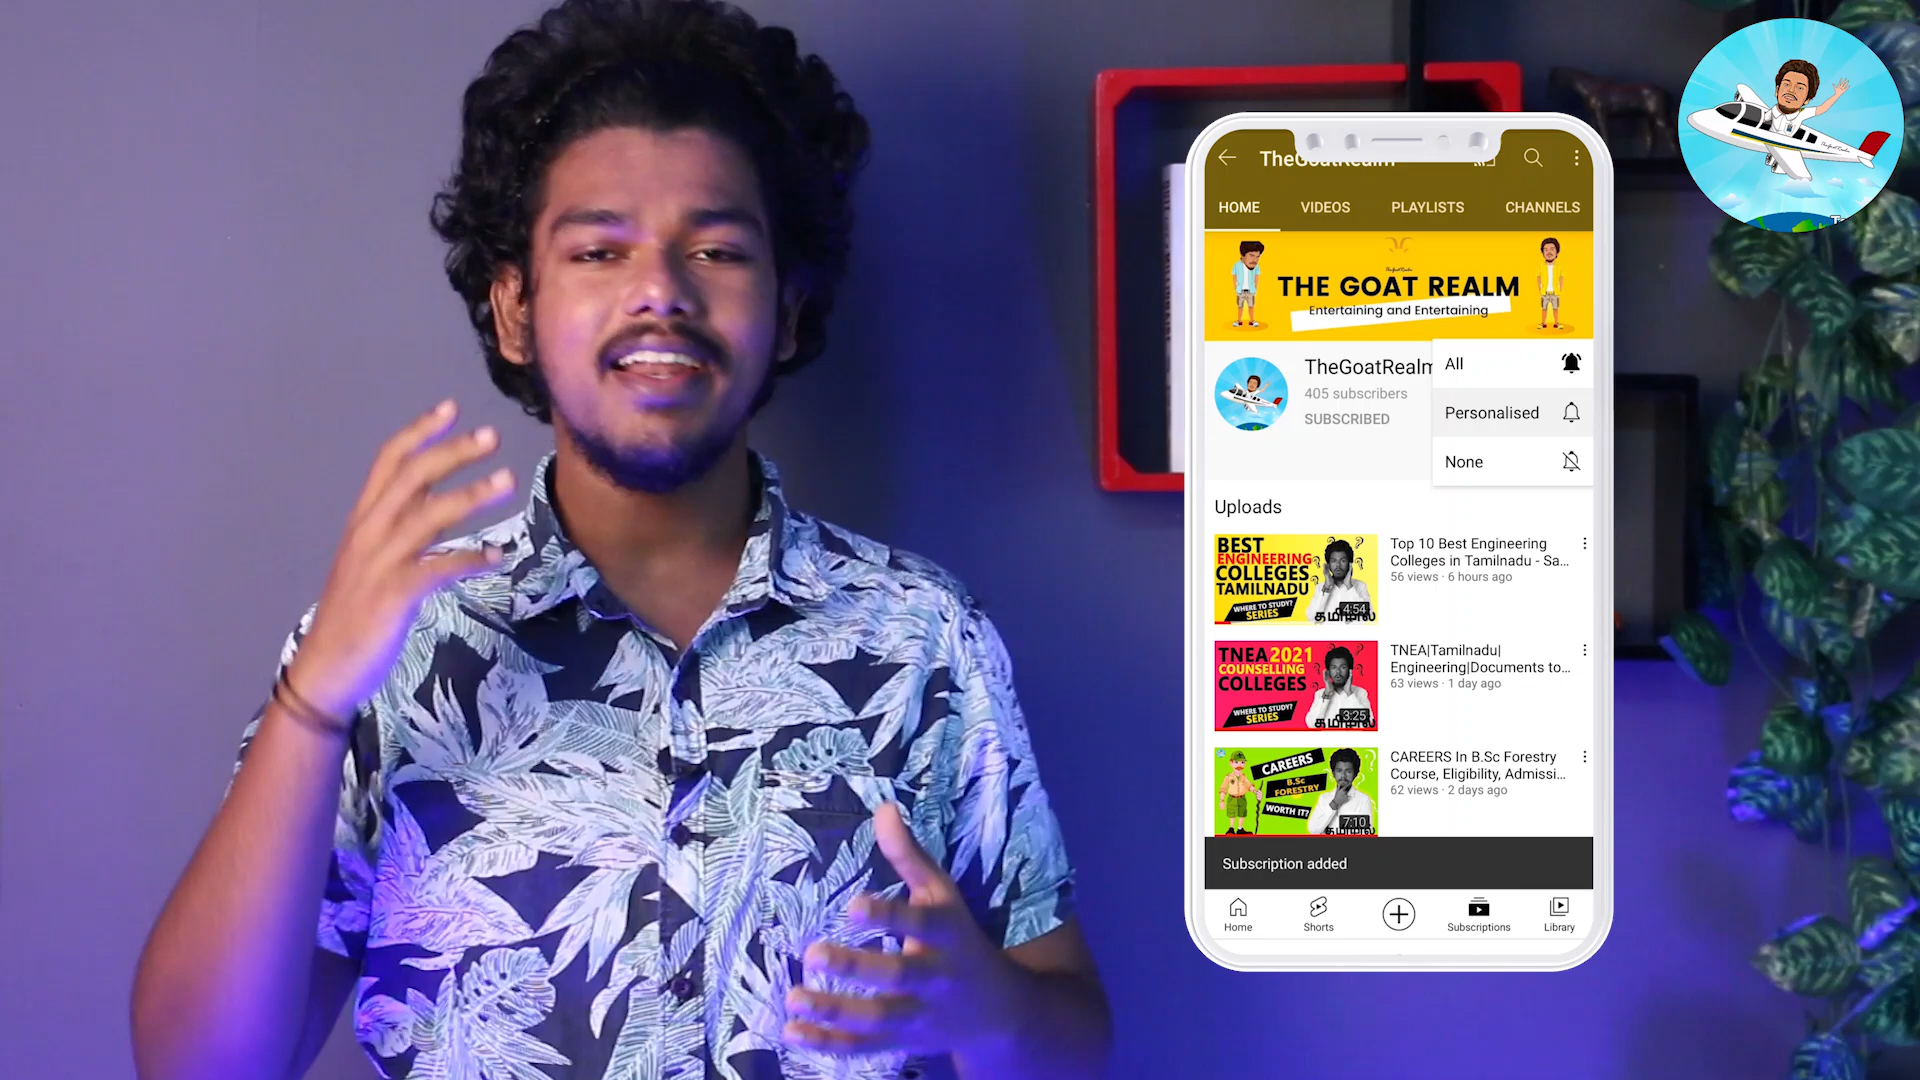 TheGoatRealm
HOME VIDEOS PLAYLISTS CHANNELS
TheGoat Realm
THE GOAT REALM
Entertaining and Entertaining
TheGoatRealm
405 subscribers
SUBSCRIBED
All
Personalised
None
Uploads
BEST
ENGINEERING
COLLEGES
TAMILNADU
WHERE TO STUDY?
SERIES
4:54
Top 10 Best Engineering
Colleges in Tamilnadu - Sa...
56 views · 6 hours ago
TNEA 2021
COUNSELLING
COLLEGES
WHERE TO STUDY?
SERIES
3:25
TNEA|Tamilnadu|
Engineering|Documents to...
63 views · 1 day ago
CAREERS
B.Sc
FORESTRY
WORTH IT?
7:10
CAREERS In B.Sc Forestry
Course, Eligibility, Admissi...
62 views · 2 days ago
Subscription added
Home Shorts Subscriptions Library